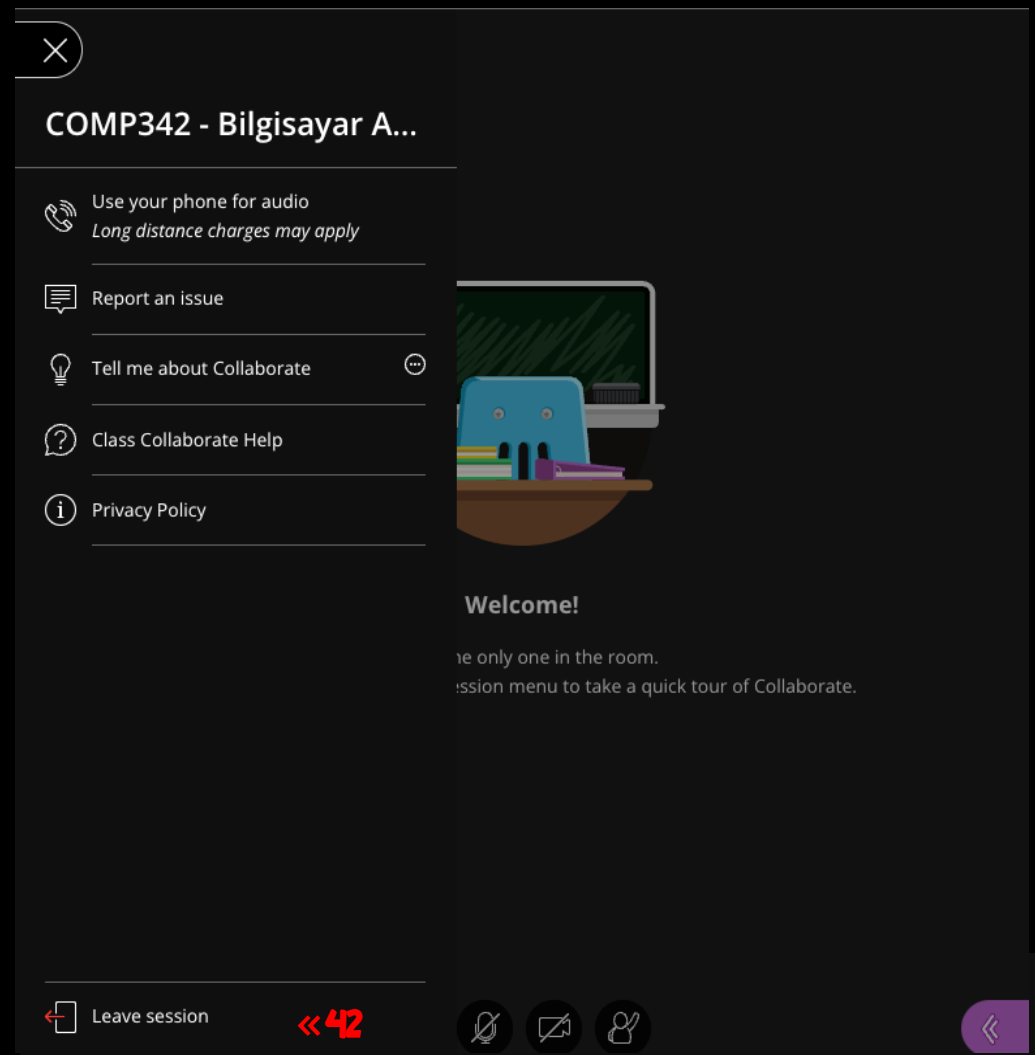 COMP342 - Bilgisayar A...
Use your phone for audio
Long distance charges may apply
Report an issue
Tell me about Collaborate
Class Collaborate Help
Privacy Policy
Welcome!
only one in the room.
session menu to take a quick tour of Collaborate.
Leave session
«42